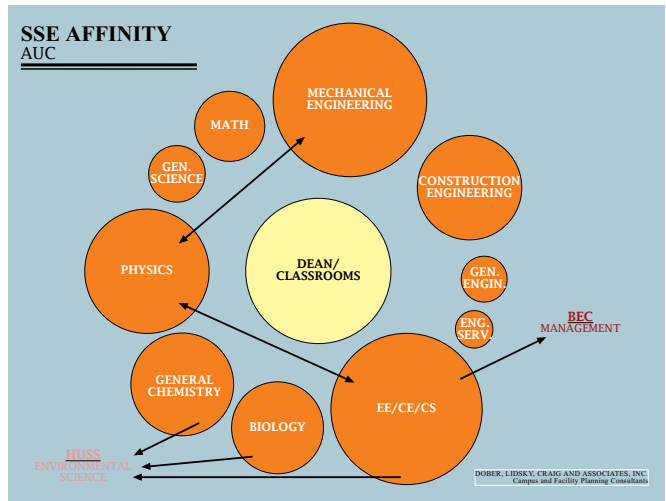 SSE AFFINITY
AUC
MECHANICAL
ENGINEERING
MATH
GEN.
SCIENCE
CONSTRUCTION
ENGINEERING
PHYSICS
DEAN/
CLASSROOMS
GEN.
ENGIN.
ENG.
SERV.
BEC
MANAGEMENT
GENERAL
CHEMISTRY
BIOLOGY
EE/CE/CS
HUSS
ENVIRONMENTAL
SCIENCE
DOBER, LIDSKY, CRAIG AND ASSOCIATES, INC.
Campus and Facility Planning Consultants